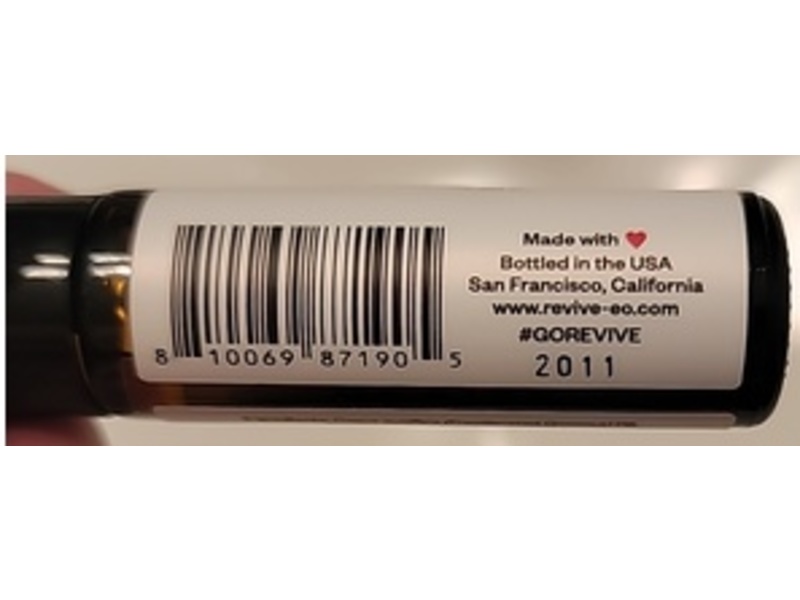 8 10069 87190 5
Made with ❤
Bottled in the USA
San Francisco, California
www.revive-eo.com
#GOREVIVE
2011